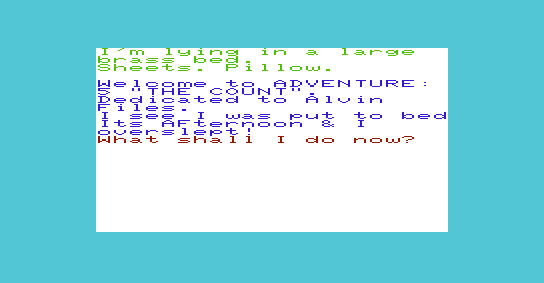 I'm lying in a large
brass bed.
Sheets. Pillow.
Welcome to ADVENTURE:
5 "THE COUNT".
Dedicated to Alvin
Files.
I see I was put to bed
Its Afternoon & I
overslept!
What shall I do now?